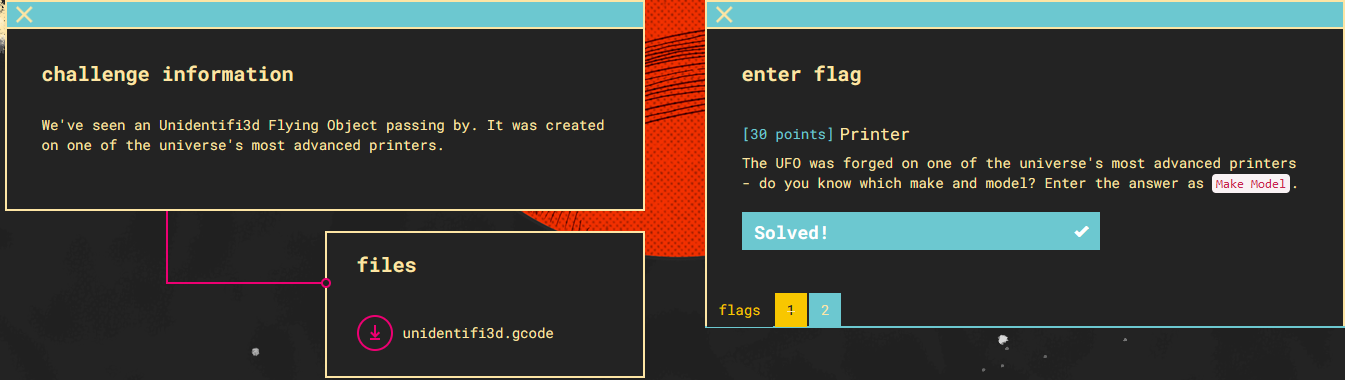 challenge information
We've seen an Unidentifi3d Flying Object passing by. It was created
on one of the universe's most advanced printers.
files
unidentifi3d.gcode
enter flag
[30 points] Printer
The UFO was forged on one of the universe's most advanced printers
- do you know which make and model? Enter the answer as Make Model.
Solved!
flags 1 2